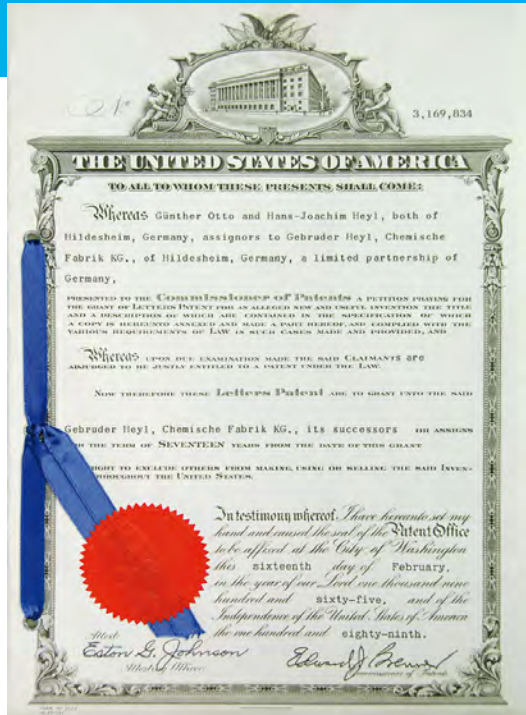 No
3,169,834
THE UNITED STATES OF AMERICA
TO ALL TO WHOM THESE PRESENTS SHALL COME:
Whereas Günther Otto and Hans-Joachim Heyl, both of
Hildesheim, Germany, assignors to Gebruder Heyl, Chemische
Fabrik KG., of Hildesheim, Germany, a limited partnership of
Germany,
PRESENTED TO THE Commissioner of Patents A PETITION PRAYING FOR
THE GRANT OF LETTERS PATENT FOR AN ALLEGED NEW AND USEFUL INVENTION THE TITLE
AND A DESCRIPTION OF WHICH ARE CONTAINED IN THE SPECIFICATION OF WHICH
A COPY IS HEREUNTO ANNEXED AND MADE A PART HEREOF, AND COMPLIED WITH THE
VARIOUS REQUIREMENTS OF LAW IN SUCH CASES MADE AND PROVIDED, AND
Whereas UPON DUE EXAMINATION MADE THE SAID CLAIMANTS are
ADJUDGED TO BE JUSTLY ENTITLED TO A PATENT UNDER THE LAW.
NOW THEREFORE THESE Letters Patent ARE TO GRANT UNTO THE SAID
Gebruder Heyl, Chemische Fabrik KG., its successors OR ASSIGNS
THE TERM OF SEVENTEEN YEARS FROM THE DATE OF THIS GRANT
RIGHT TO EXCLUDE OTHERS FROM MAKING, USING OR SELLING THE SAID INVEN-
THROUGHOUT THE UNITED STATES.
In testimony whereof, I have hereunto set my
hand and caused the seal of the Patent Office
to be affixed at the City of Washington
this sixteenth day of February,
in the year of our Lord one thousand nine
hundred and sixty-five, and of the
Independence of the United States of America
the one hundred and eighty-ninth.
Attest:
Eston G. Johnson
Attesting Officer.
Edward J. Brenner
Commissioner of Patents.